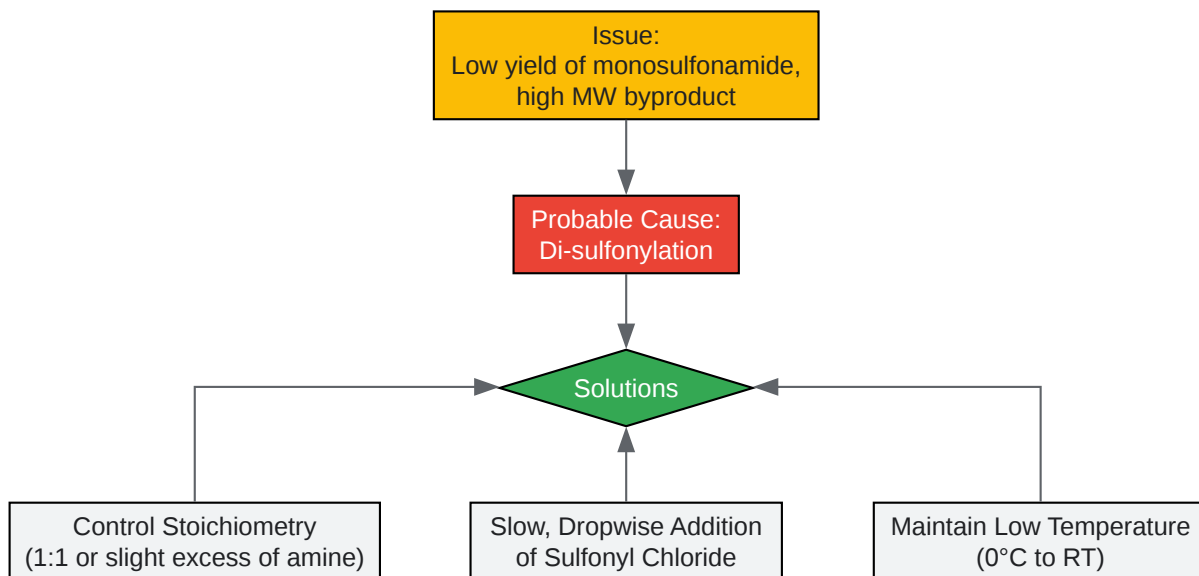 Issue:
Low yield of monosulfonamide,
high MW byproduct
Probable Cause:
Di-sulfonylation
Solutions
Control Stoichiometry
(1:1 or slight excess of amine)
Slow, Dropwise Addition
of Sulfonyl Chloride
Maintain Low Temperature
(0°C to RT)